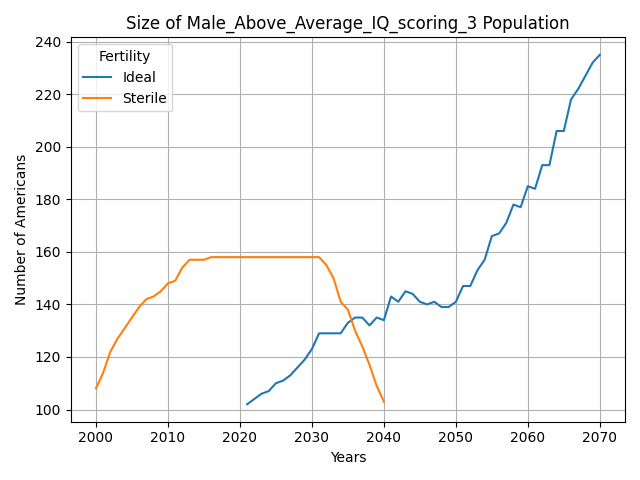 Size of Male_Above_Average_IQ_scoring_3 Population
Number of Americans
240
220
200
180
160
140
120
100
Fertility
Ideal
Sterile
2000 2010 2020 2030 2040 2050 2060 2070
Years